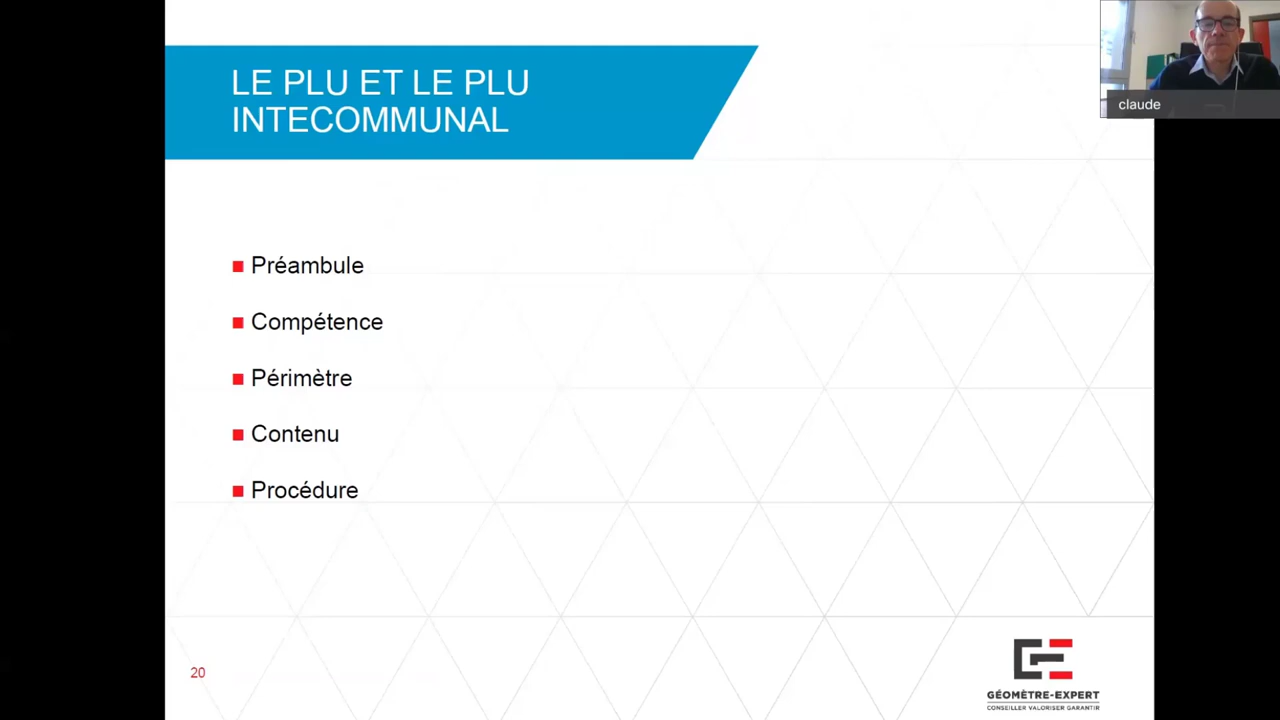 LE PLU ET LE PLU
INTECOMMUNAL
claude
Préambule
Compétence
Périmètre
Contenu
Procédure
20
GÉOMÈTRE-EXPERT
CONSEILLER VALORISER GARANTIR